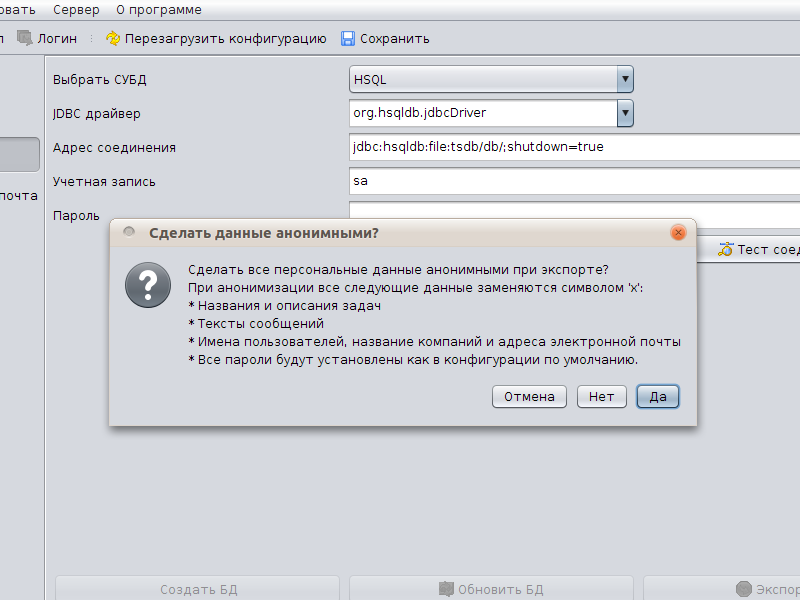 Сервер О программе
Логин Перезагрузить конфигурацию Сохранить
Выбрать СУБД HSQL
JDBC драйвер org.hsqldb.jdbcDriver
Адрес соединения jdbc:hsqldb:file:tsdb/db/;shutdown=true
Учетная запись sa
почта
Пароль
Тест
Сделать данные анонимными?
Сделать все персональные данные анонимными при экспорте?
При анонимизации все следующие данные заменяются символом 'x':
* Названия и описания задач
* Тексты сообщений
* Имена пользователей, название компаний и адреса электронной почты
* Все пароли будут установлены как в конфигурации по умолчанию.
Отмена Нет Да
Создать БД Обновить БД